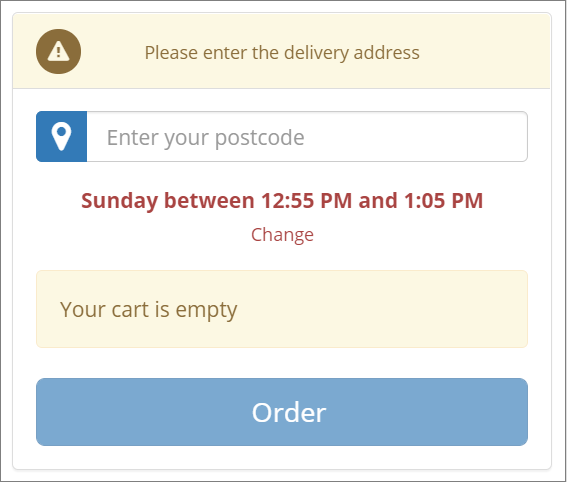 Please enter the delivery address
Enter your postcode
Sunday between 12:55 PM and 1:05 PM
Change
Your cart is empty
Order